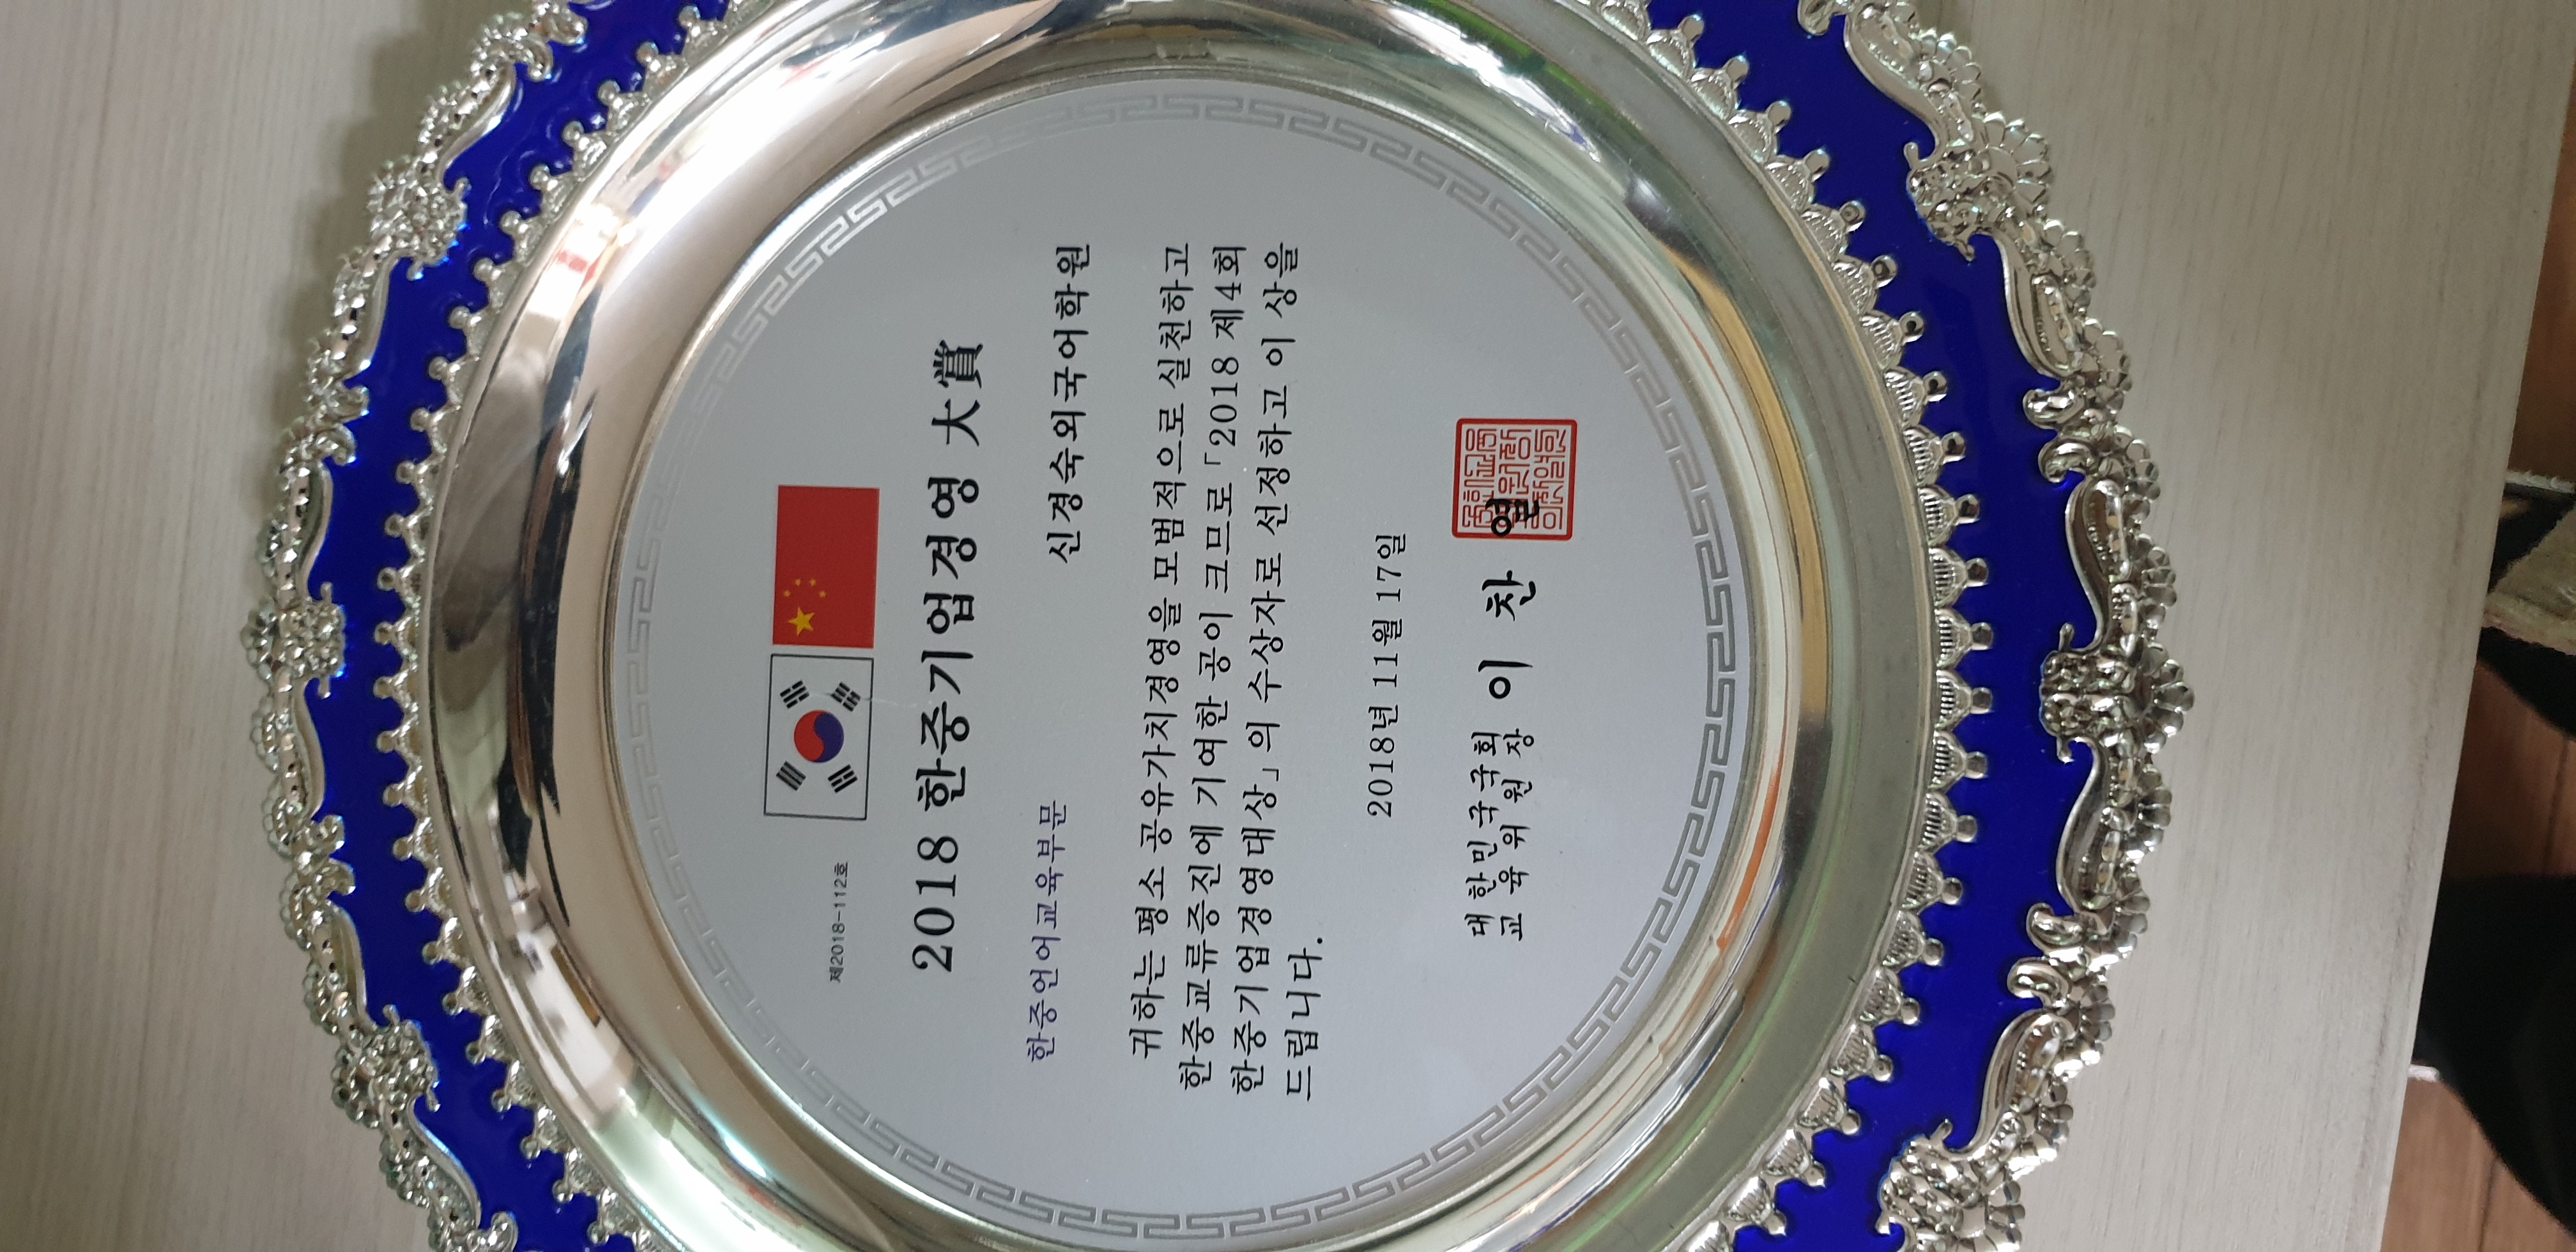 제2018-112호
2018 한중기업경영 大賞
한중언어교육부문
신경숙외국어학원
귀하는 평소 공유가치경영을 모범적으로 실천하고
한중교류증진에 기여한 공이 크므로「2018 제4회
한중기업경영대상」의 수상자로 선정하고 이 상을
드립니다.
2018년 11월 17일
대한민국국회
교육위원장
이 찬 열